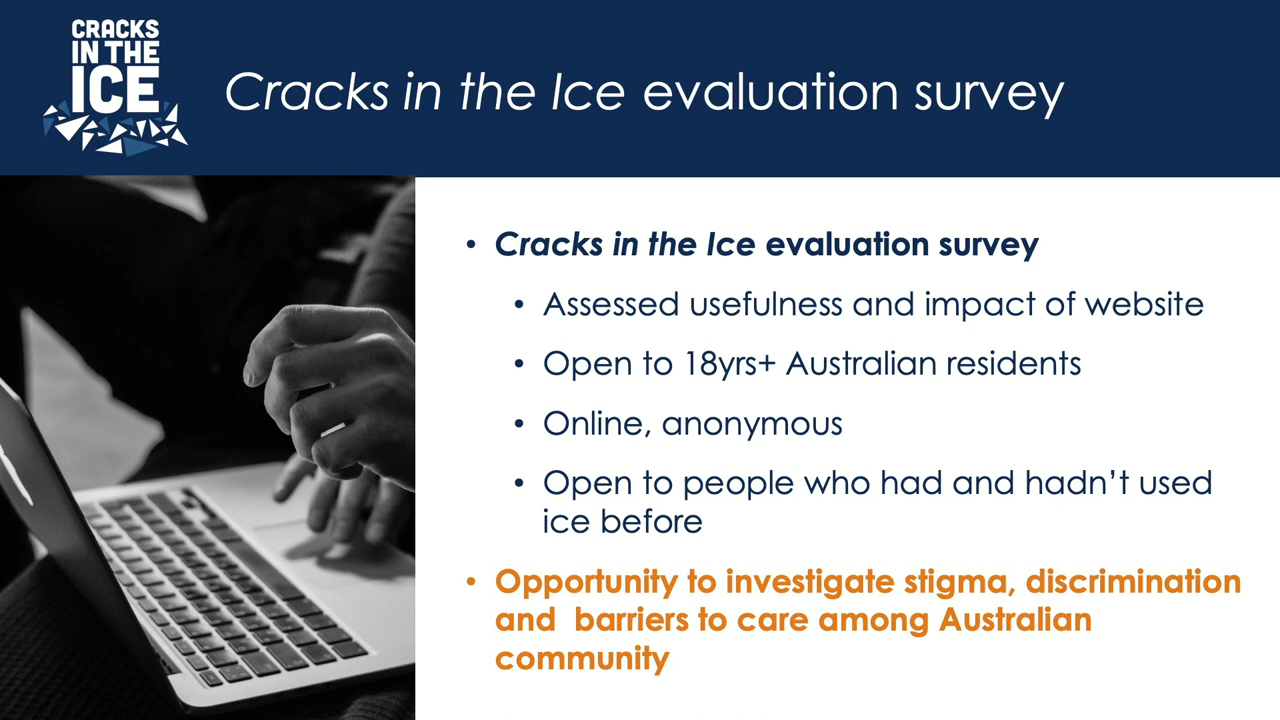 CRACKS
IN THE
ICE
Cracks in the Ice evaluation survey
• Cracks in the Ice evaluation survey
• Assessed usefulness and impact of website
• Open to 18yrs+ Australian residents
• Online, anonymous
• Open to people who had and hadn’t used
ice before
• Opportunity to investigate stigma, discrimination
and  barriers to care among Australian
community